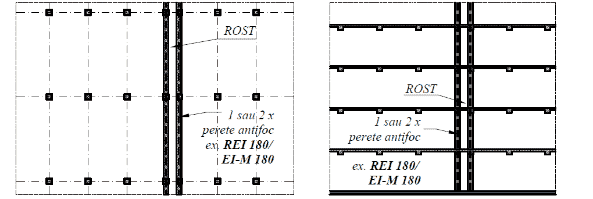 ROST
1 sau 2 x
perete antifoc
ex. REI 180/
EI-M 180
ROST
1 sau 2 x
perete antifoc
ex. REI 180/
EI-M 180